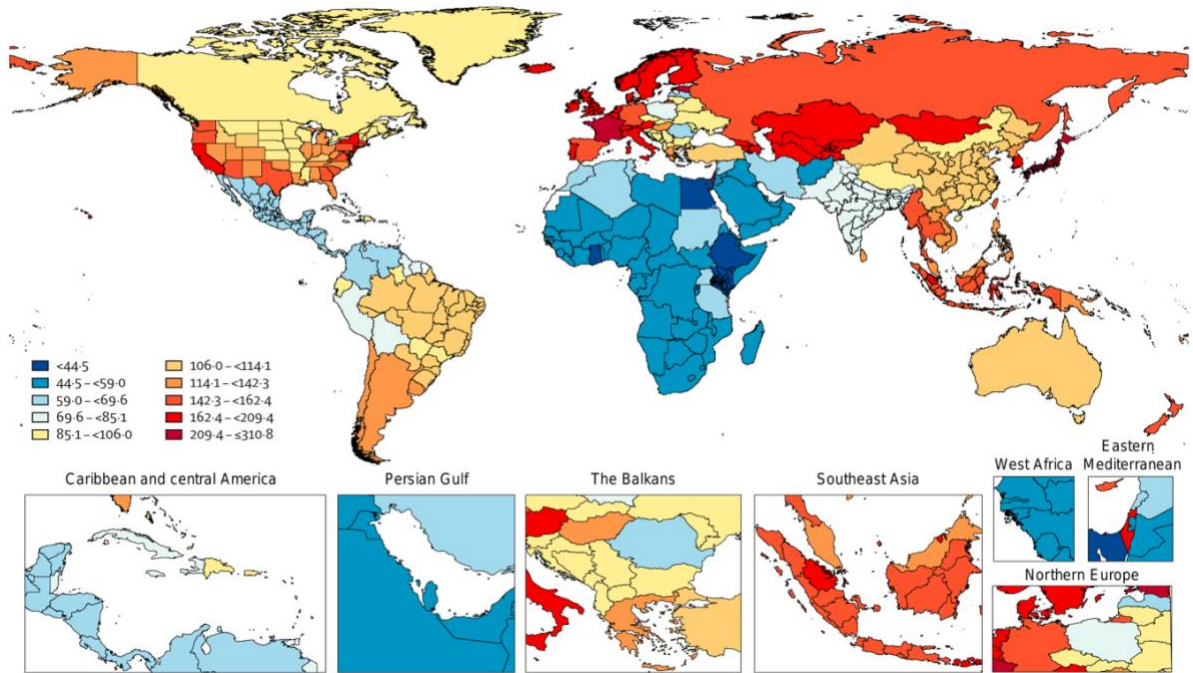 <44·5
44·5 – <59·0
59·0 – <69·6
69·6 – <85·1
85·1 – <106·0
106·0 – <114·1
114·1 – <142·3
142·3 – <162·4
162·4 – <209·4
209·4 – ≤310·8
Caribbean and central America
Persian Gulf
The Balkans
Southeast Asia
West Africa
Eastern
Mediterranean
Northern Europe